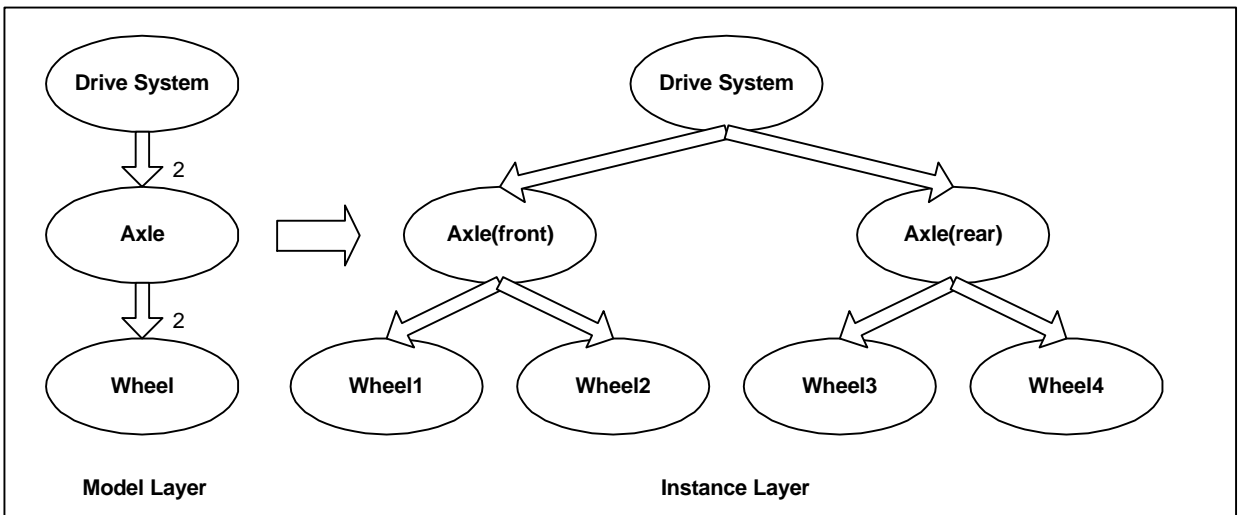 Drive System
Drive System
2
Axle
Axle(front)
Axle(rear)
2
Wheel
Wheel1
Wheel2
Wheel3
Wheel4
Model Layer
Instance Layer